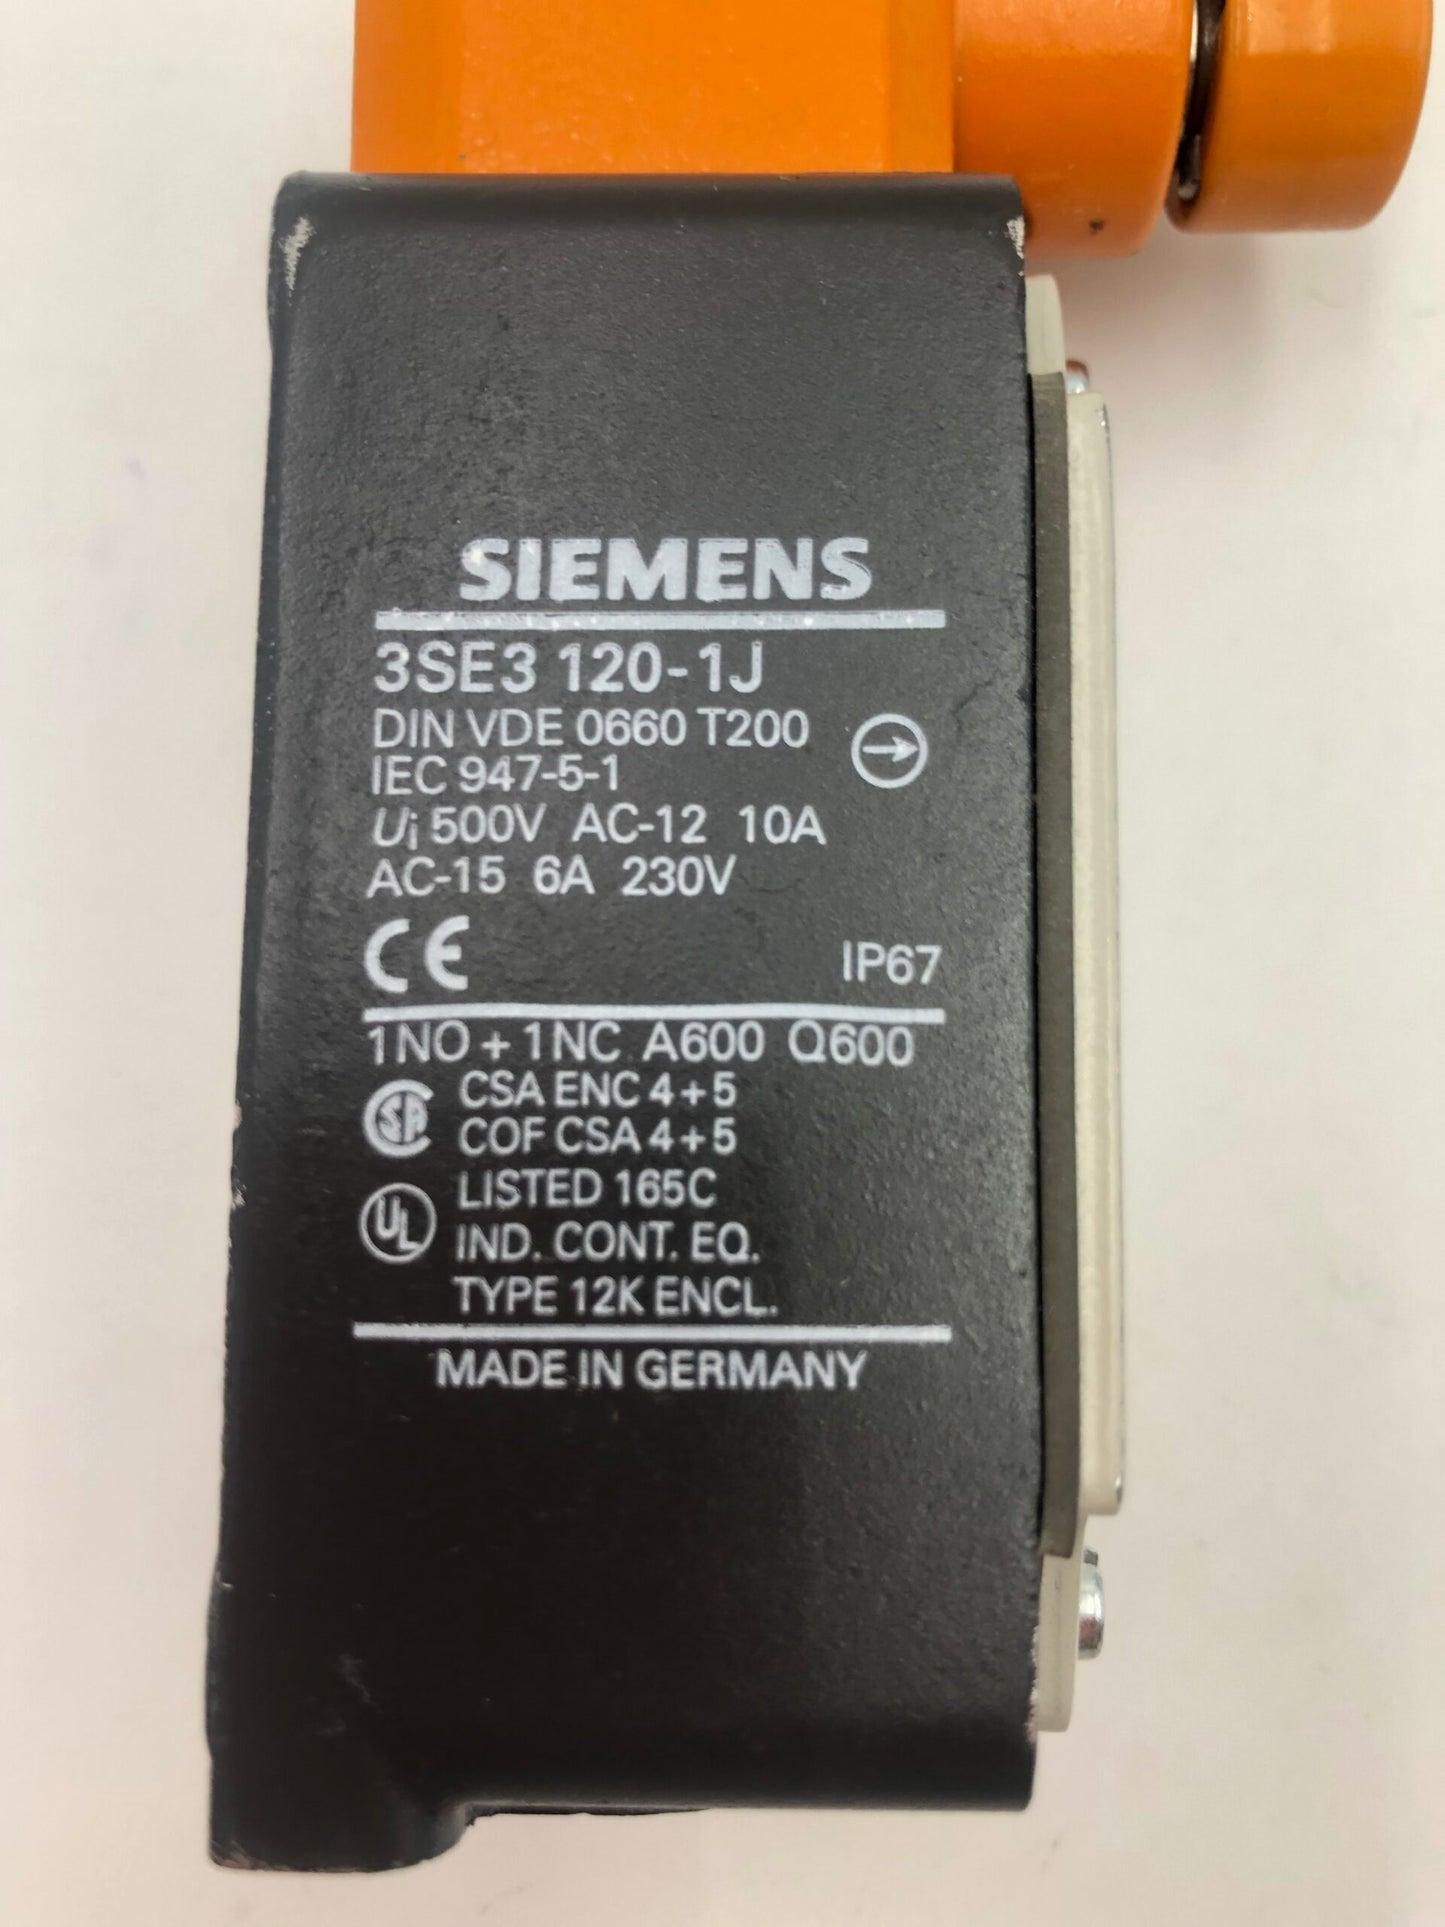 SIEMENS
3SE3 120-1J
DIN VDE 0660 T200
IEC 947-5-1
Ui 500V AC-12 10A
AC-15 6A 230V
CE IP67
1NO + 1NC A600 Q600
CSA ENC 4+5
SA COF CSA 4+5
LISTED 165C
UL IND. CONT. EQ.
TYPE 12K ENCL.
MADE IN GERMANY